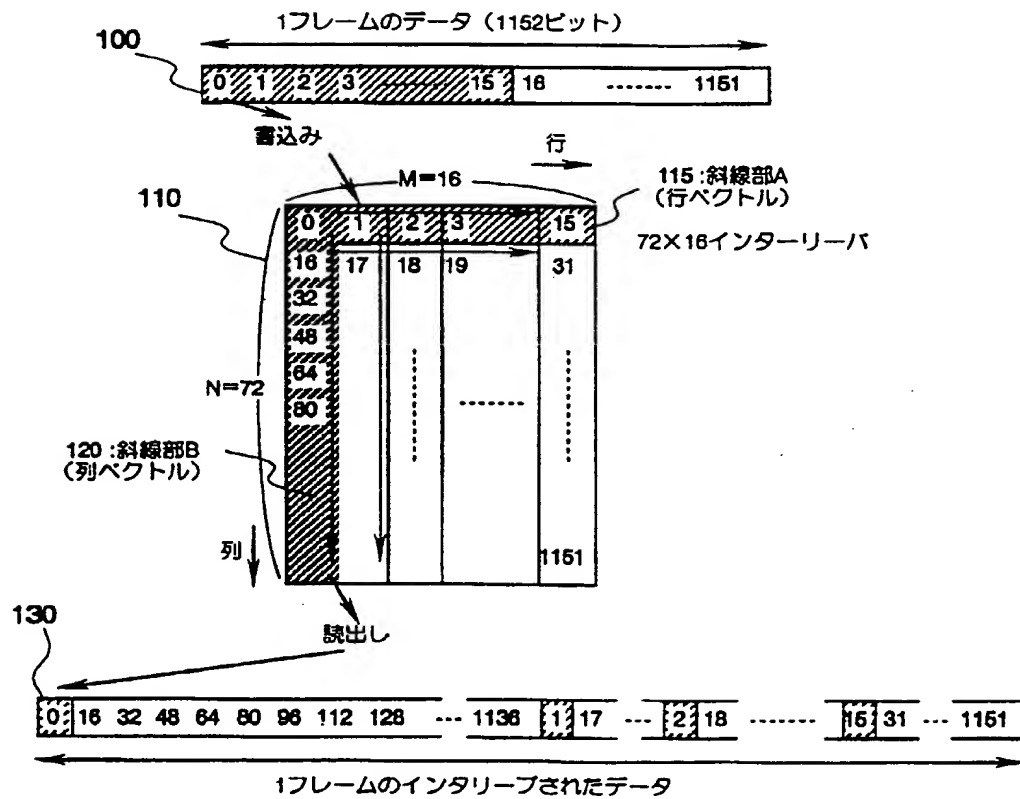 1フレームのデータ（1152ビット）
100
0 1 2 3 ------ 15 16 ------- 1151
書込み
行
M=16
115 :斜線部A
（行ベクトル）
110
72×16インターリーバ
0 1 2 3 15
16 17 18 19 31
32
48
64
80
N=72
120 :斜線部B
（列ベクトル）
列
1151
読出し
130
0 16 32 48 64 80 96 112 128 --- 1136 1 17 --- 2 18 ------- 15 31 --- 1151
1フレームのインタリーブされたデータ